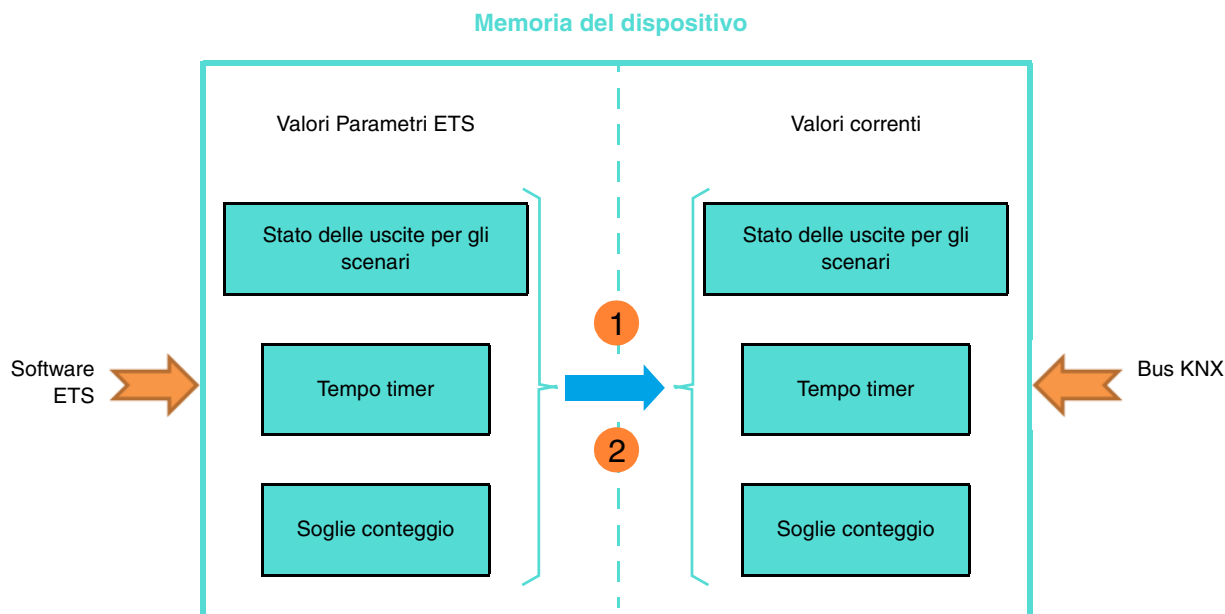 Memoria del dispositivo
Valori Parametri ETS
Valori correnti
Stato delle uscite per gli
scenari
Stato delle uscite per gli
scenari
1
Software
ETS
Tempo timer
Tempo timer
Bus KNX
2
Soglie conteggio
Soglie conteggio